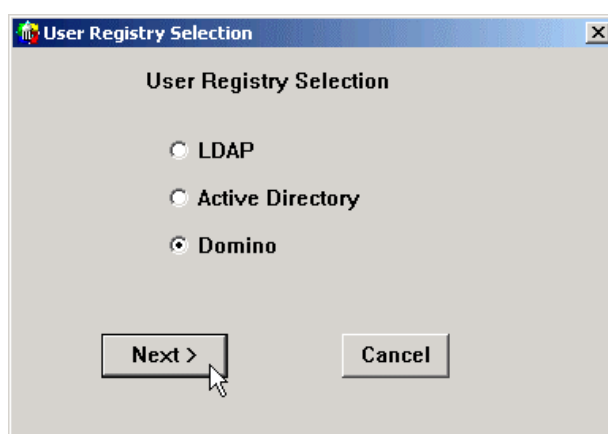 User Registry Selection
User Registry Selection
LDAP
Active Directory
Domino
Next >
Cancel